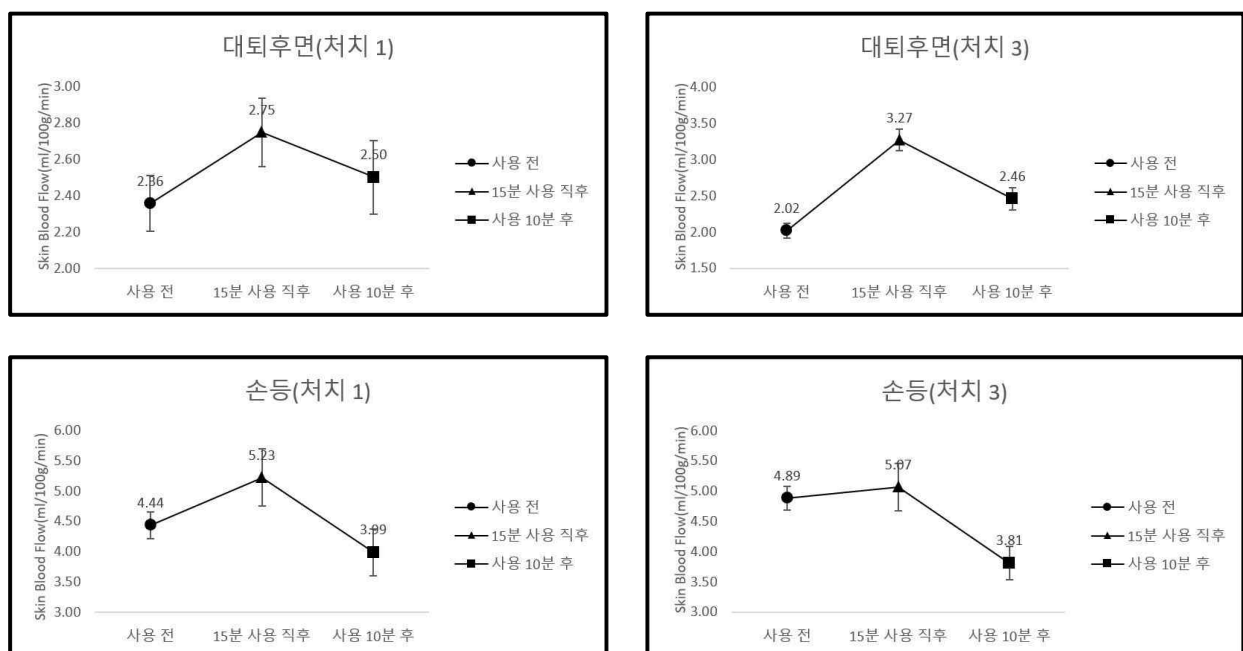 대퇴후면(처치 1)
Skin Blood Flow(ml/100g/min)
3.00
2.80
2.60
2.40
2.20
2.00
2.36
2.75
2.50
사용 전
15분 사용 직후
사용 10분 후
사용 전
15분 사용 직후
사용 10분 후
대퇴후면(처치 3)
Skin Blood Flow(ml/100g/min)
4.00
3.50
3.00
2.50
2.00
1.50
2.02
3.27
2.46
사용 전
15분 사용 직후
사용 10분 후
사용 전
15분 사용 직후
사용 10분 후
손등(처치 1)
Skin Blood Flow(ml/100g/min)
6.00
5.50
5.00
4.50
4.00
3.50
3.00
4.44
5.23
3.99
사용 전
15분 사용 직후
사용 10분 후
사용 전
15분 사용 직후
사용 10분 후
손등(처치 3)
Skin Blood Flow(ml/100g/min)
6.00
5.50
5.00
4.50
4.00
3.50
3.00
4.89
5.07
3.81
사용 전
15분 사용 직후
사용 10분 후
사용 전
15분 사용 직후
사용 10분 후